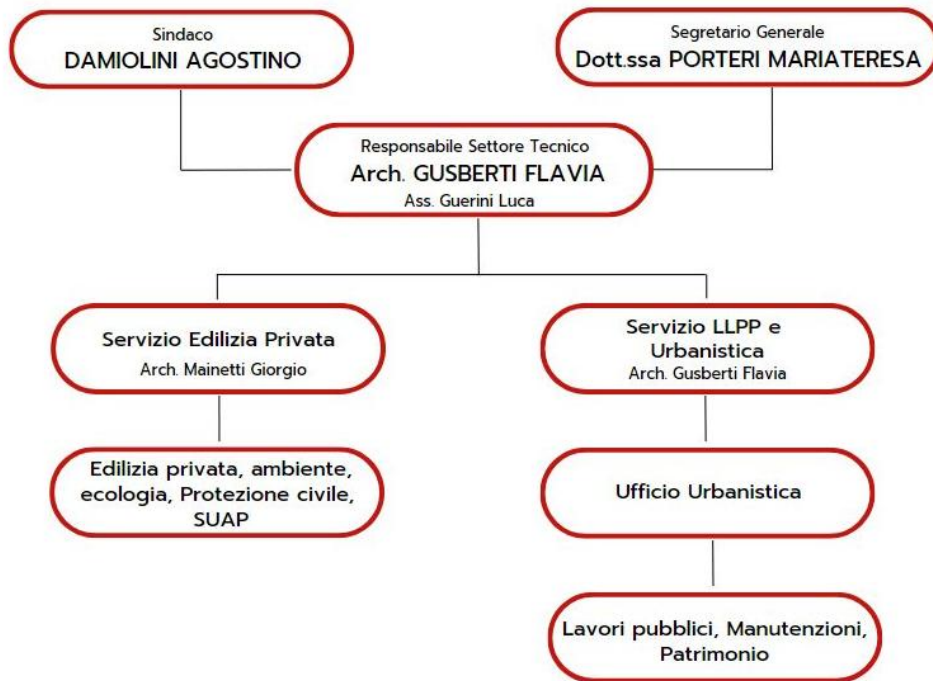 Sindaco
DAMIOLINI AGOSTINO
Segretario Generale
Dott.ssa PORTERI MARIATERESA
Responsabile Settore Tecnico
Arch. GUSBERTI FLAVIA
Ass. Guerini Luca
Servizio Edilizia Privata
Arch. Mainetti Giorgio
Servizio LLPP e
Urbanistica
Arch. Gusberti Flavia
Edilizia privata, ambiente,
ecologia, Protezione civile,
SUAP
Ufficio Urbanistica
Lavori pubblici, Manutenzioni,
Patrimonio